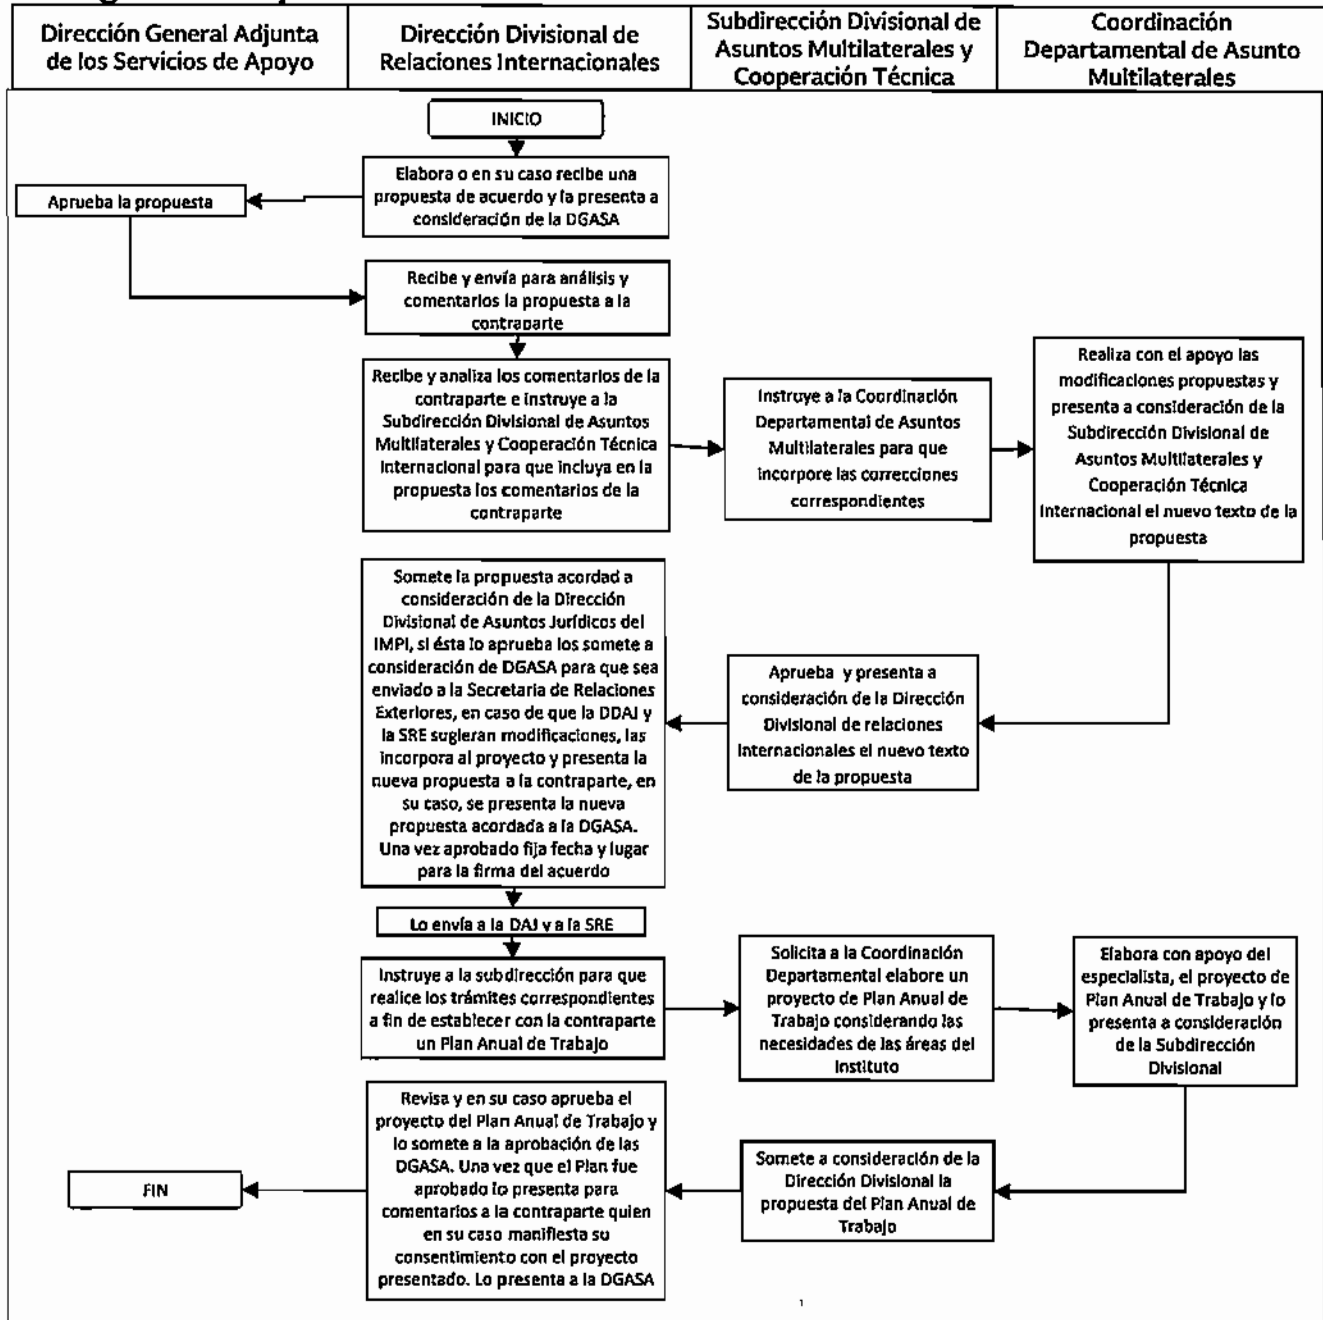 Dirección General Adjunta
de los Servicios de Apoyo
Dirección Divisional de
Relaciones Internacionales
Subdirección Divisional de
Asuntos Multilaterales y
Cooperación Técnica
Coordinación
Departamental de Asunto
Multilaterales
INICIO
Elabora o en su caso recibe una
propuesta de acuerdo y la presenta a
consideración de la DGASA
Aprueba la propuesta
Recibe y envía para análisis y
comentarios la propuesta a la
contraparte
Recibe y analiza los comentarios de la
contraparte e instruye a la
Subdirección Divisional de Asuntos
Multilaterales y Cooperación Técnica
Internacional para que incluya en la
propuesta los comentarios de la
contraparte
Instruye a la Coordinación
Departamental de Asuntos
Multilaterales para que
incorpore las correcciones
correspondientes
Realiza con el apoyo las
modificaciones propuestas y
presenta a consideración de la
Subdirección Divisional de
Asuntos Multilaterales y
Cooperación Técnica
Internacional el nuevo texto de la
propuesta
Somete la propuesta acordad a
consideración de la Dirección
Divisional de Asuntos Jurídicos del
IMPI, si ésta lo aprueba los somete a
consideración de DGASA para que sea
enviado a la Secretaria de Relaciones
Exteriores, en caso de que la DDAJ y
la SRE sugieran modificaciones, las
incorpora al proyecto y presenta la
nueva propuesta a la contraparte, en
su caso, se presenta la nueva
propuesta acordada a la DGASA.
Una vez aprobado fija fecha y lugar
para la firma del acuerdo
Aprueba y presenta a
consideración de la Dirección
Divisional de relaciones
Internacionales el nuevo texto
de la propuesta
Lo envía a la DAJ y a la SRE
Instruye a la subdirección para que
realice los trámites correspondientes
a fin de establecer con la contraparte
un Plan Anual de Trabajo
Solicita a la Coordinación
Departamental elabore un
proyecto de Plan Anual de
Trabajo considerando las
necesidades de las áreas del
Instituto
Elabora con apoyo del
especialista, el proyecto de
Plan Anual de Trabajo y lo
presenta a consideración
de la Subdirección
Divisional
Revisa y en su caso aprueba el
proyecto del Plan Anual de Trabajo y
lo somete a la aprobación de las
DGASA. Una vez que el Plan fue
aprobado lo presenta para
comentarios a la contraparte quien
en su caso manifiesta su
consentimiento con el proyecto
presentado. Lo presenta a la DGASA
Somete a consideración de la
Dirección Divisional la
propuesta del Plan Anual de
Trabajo
FIN
1